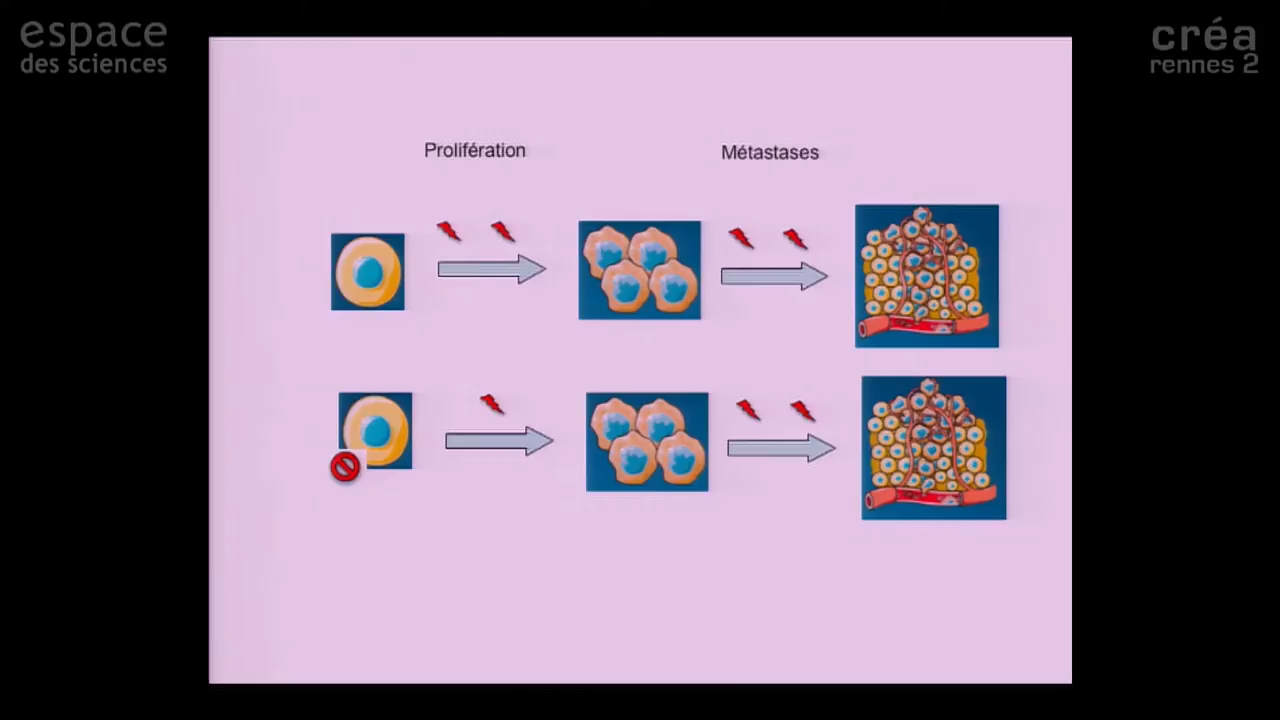 espace
des sciences
créa
rennes 2
Prolifération
Métastases